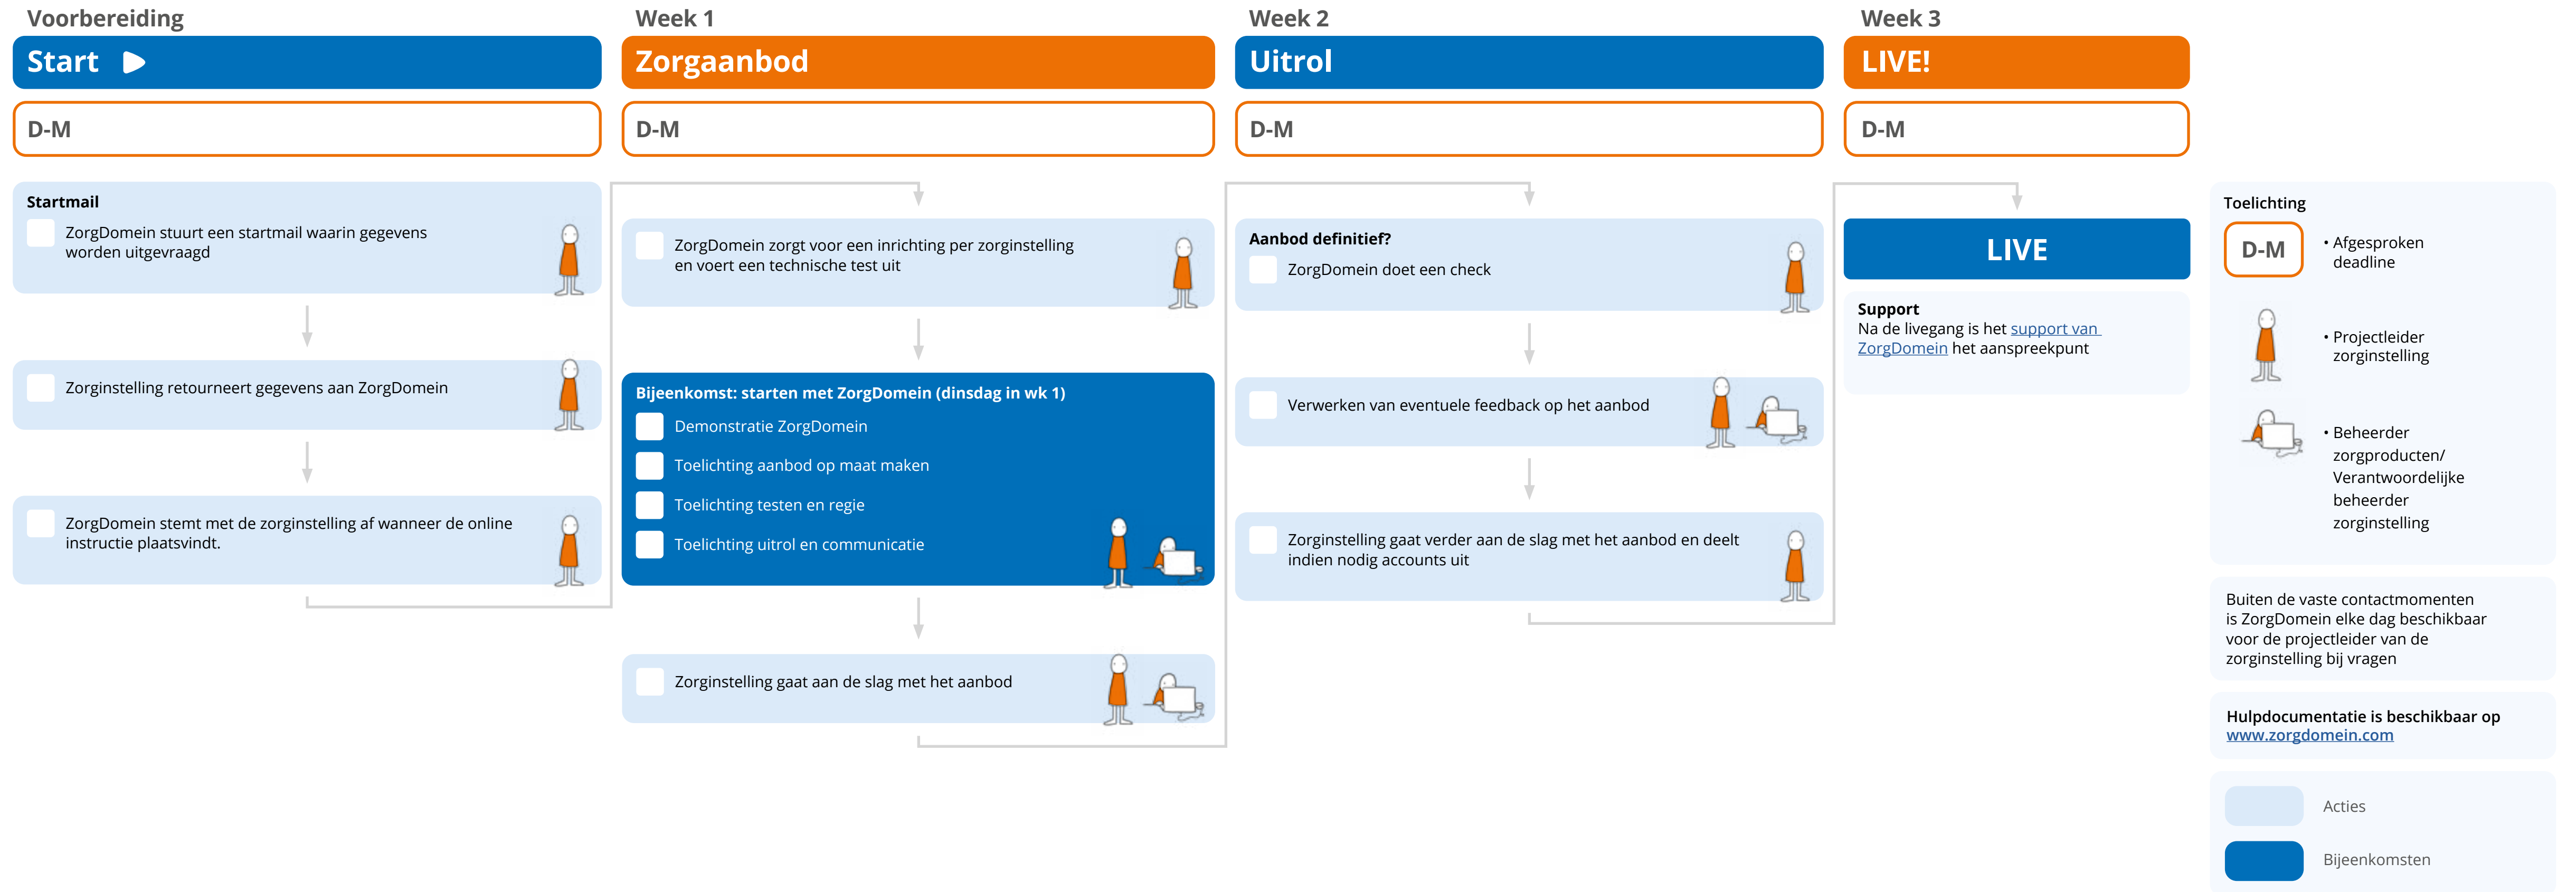 Voorbereiding
Start
D-M
Startmail
ZorgDomein stuurt een startmail waarin gegevens
worden uitgevraagd
Zorginstelling retourneert gegevens aan ZorgDomein
ZorgDomein stemt met de zorginstelling af wanneer de online
instructie plaatsvindt.
Week 1
Zorgaanbod
D-M
ZorgDomein zorgt voor een inrichting per zorginstelling
en voert een technische test uit
Bijeenkomst: starten met ZorgDomein (dinsdag in wk 1)
Demonstratie ZorgDomein
Toelichting aanbod op maat maken
Toelichting testen en regie
Toelichting uitrol en communicatie
Zorginstelling gaat aan de slag met het aanbod
Week 2
Uitrol
D-M
Aanbod definitief?
ZorgDomein doet een check
Verwerken van eventuele feedback op het aanbod
Zorginstelling gaat verder aan de slag met het aanbod en deelt
indien nodig accounts uit
Week 3
LIVE!
D-M
LIVE
Support
Na de livegang is het support van
ZorgDomein het aanspreekpunt
Toelichting
D-M
• Afgesproken
deadline
• Projectleider
zorginstelling
• Beheerder
zorgproducten/
Verantwoordelijke
beheerder
zorginstelling
Buiten de vaste contactmomenten
is ZorgDomein elke dag beschikbaar
voor de projectleider van de
zorginstelling bij vragen
Hulpdocumentatie is beschikbaar op
www.zorgdomein.com
Acties
Bijeenkomsten